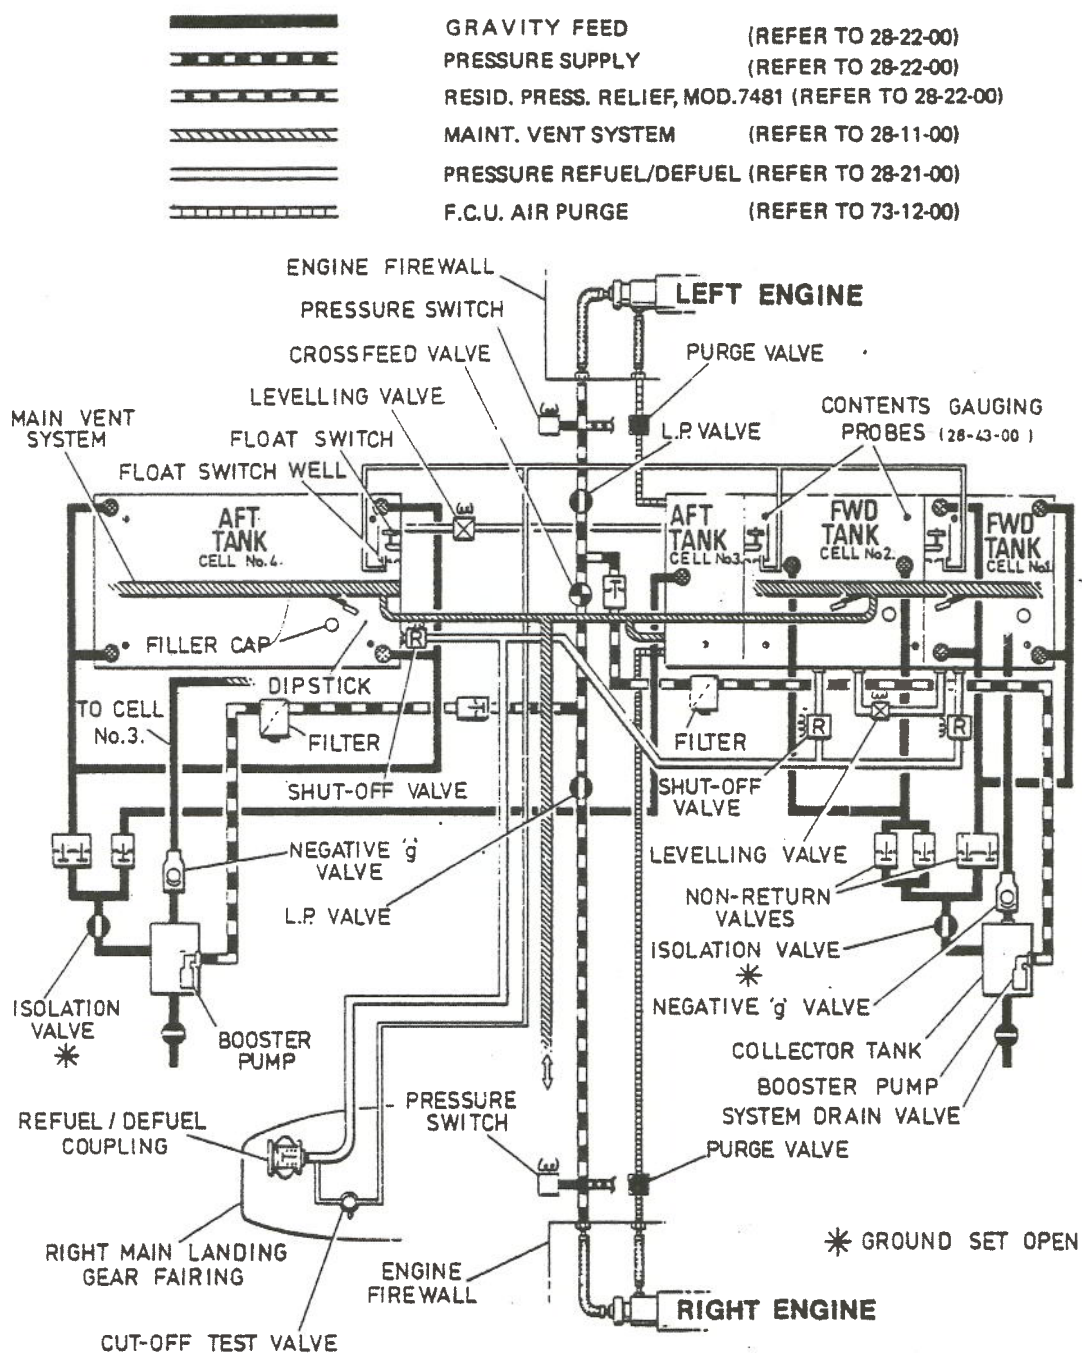 GRAVITY FEED (REFER TO 28-22-00)
PRESSURE SUPPLY (REFER TO 28-22-00)
RESID. PRESS. RELIEF, MOD.7481 (REFER TO 28-22-00)
MAINT. VENT SYSTEM (REFER TO 28-11-00)
PRESSURE REFUEL/DEFUEL (REFER TO 28-21-00)
F.C.U. AIR PURGE (REFER TO 73-12-00)
ENGINE FIREWALL
LEFT ENGINE
PRESSURE SWITCH
CROSSFEED VALVE
PURGE VALVE
LEVELLING VALVE
MAIN VENT
SYSTEM
FLOAT SWITCH
FLOAT SWITCH WELL
L.P. VALVE
CONTENTS GAUGING
PROBES (28-43-00)
AFT
TANK
CELL No.4.
AFT
TANK
CELL No3.
FWD
TANK
CELL No2.
FWD
TANK
CELL No1.
FILLER CAP
R
DIPSTICK
TO CELL
No.3.
FILTER
FILTER
R
R
SHUT-OFF VALVE
SHUT-OFF
VALVE
NEGATIVE 'g'
VALVE
LEVELLING VALVE
L.P. VALVE
NON-RETURN
VALVES
ISOLATION VALVE
*
NEGATIVE 'g' VALVE
ISOLATION
VALVE
*
BOOSTER
PUMP
COLLECTOR TANK
BOOSTER PUMP
SYSTEM DRAIN VALVE
PRESSURE
SWITCH
REFUEL / DEFUEL
COUPLING
PURGE VALVE
RIGHT MAIN LANDING
GEAR FAIRING
ENGINE
FIREWALL
* GROUND SET OPEN
RIGHT ENGINE
CUT-OFF TEST VALVE